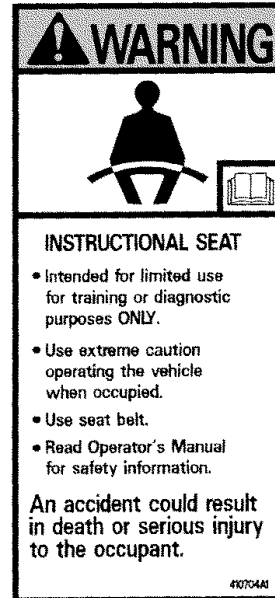 WARNING
INSTRUCTIONAL SEAT
• Intended for limited use
for training or diagnostic
purposes ONLY.
• Use extreme caution
operating the vehicle
when occupied.
• Use seat belt.
• Read Operator's Manual
for safety information.
An accident could result
in death or serious injury
to the occupant.
410704A1